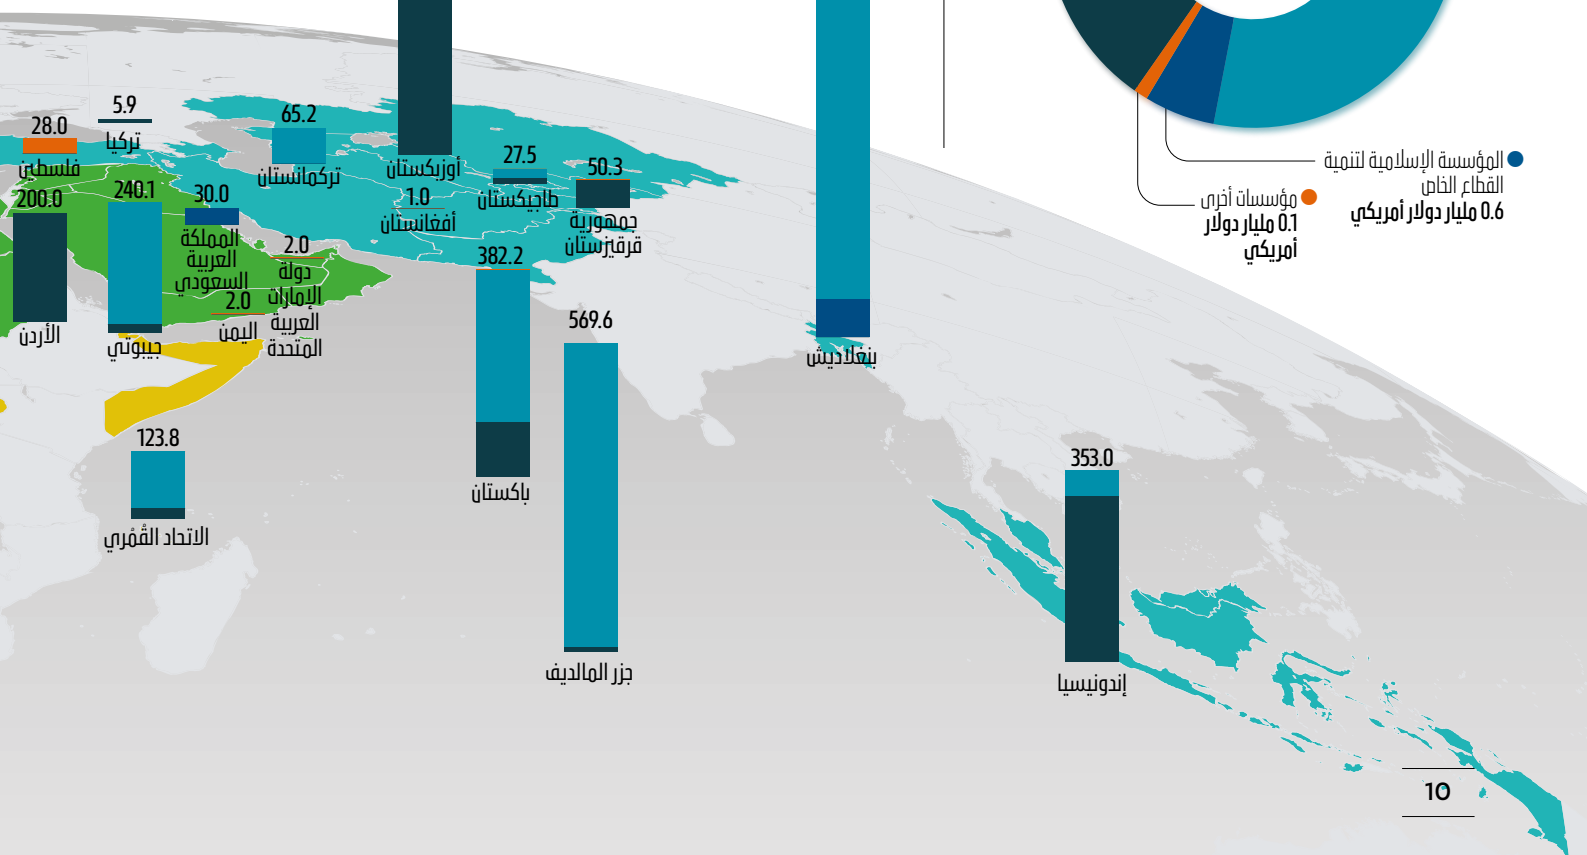 المؤسسة الإسلامية لتنمية
القطاع الخاص
0.6 مليار دولار أمريكي
مؤسسات أخرى
0.1 مليار دولار
أمريكي
5.9
تركيا
28.0
فلسطين
65.2
تركمانستان
أوزبكستان
27.5
طاجيكستان
50.3
جمهورية
قرقيزستان
1.0
أفغانستان
200.0
الأردن
240.1
جيبوتي
30.0
المملكة
العربية
السعودي
2.0
اليمن
2.0
دولة
الإمارات
العربية
المتحدة
382.2
باكستان
569.6
جزر المالديف
بنغلاديش
123.8
الاتحاد القُمُري
353.0
إندونيسيا
10